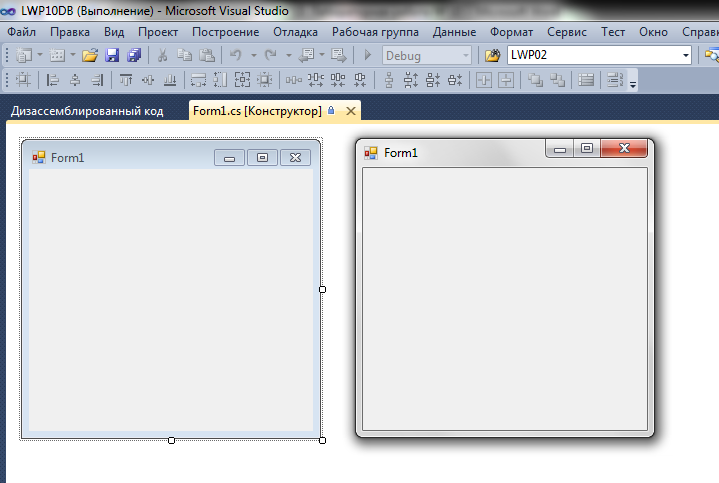 LWP10DB (Выполнение) - Microsoft Visual Studio
Файл Правка Вид Проект Построение Отладка Рабочая группа Данные Формат Сервис Тест Окно Справк
Debug LWP02
Дизассемблированный код Form1.cs [Конструктор]
Form1 Form1